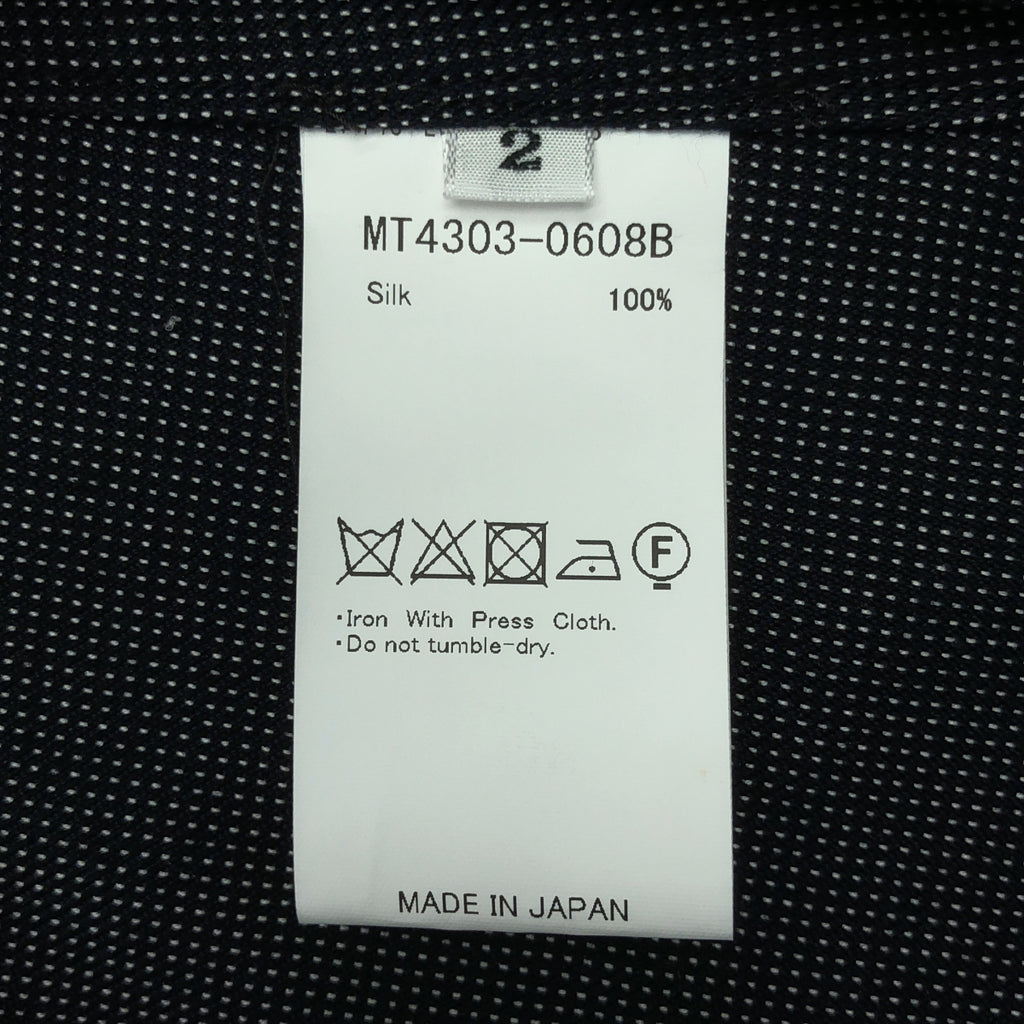 2
MT4303-0608B
Silk 100%
F
·Iron With Press Cloth.
·Do not tumble-dry.
MADE IN JAPAN